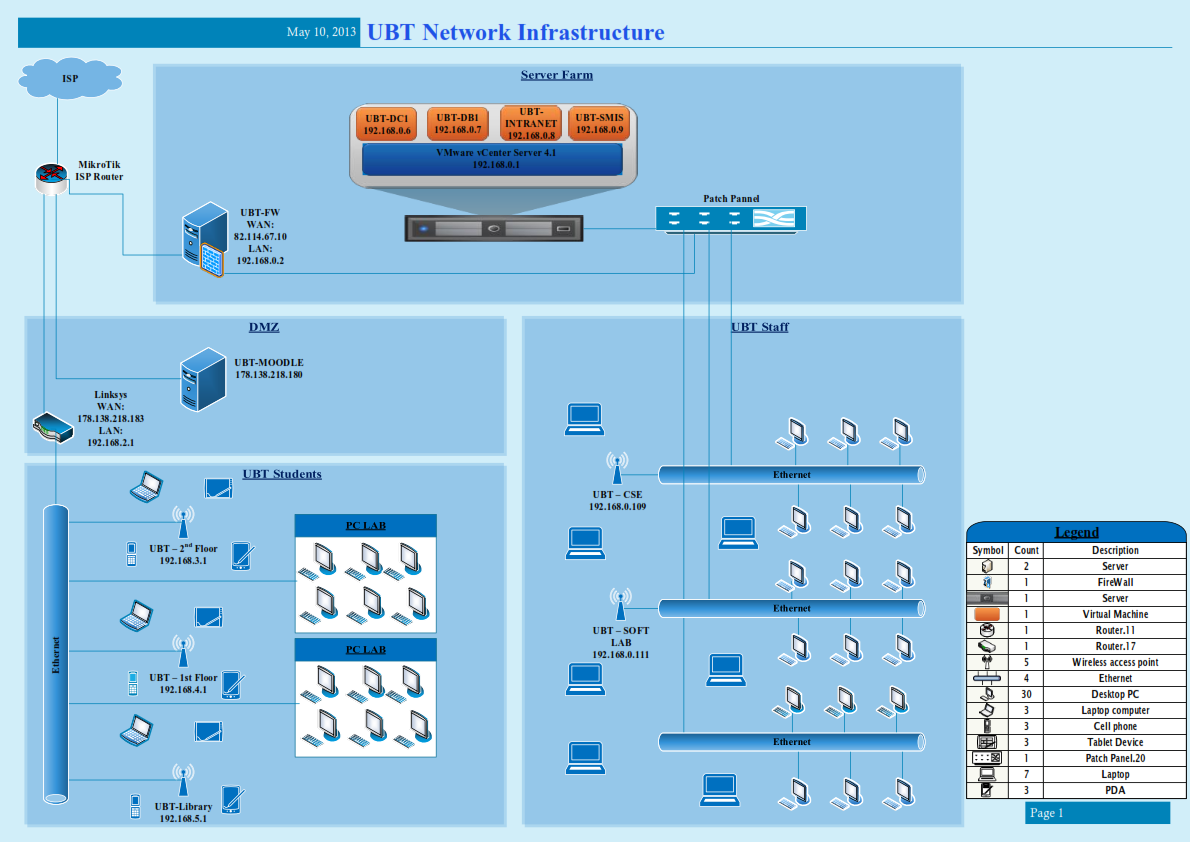 May 10, 2013
UBT Network Infrastructure
ISP
Server Farm
UBT-DC1
192.168.0.6
UBT-DB1
192.168.0.7
UBT-
INTRANET
192.168.0.8
UBT-SMIS
192.168.0.9
VMware vCenter Server 4.1
192.168.0.1
MikroTik
ISP Router
UBT-FW
WAN:
82.114.67.10
LAN:
192.168.0.2
Patch Pannel
DMZ
UBT-MOODLE
178.138.218.180
Linksys
WAN:
178.138.218.183
LAN:
192.168.2.1
UBT Students
UBT – 2nd Floor
192.168.3.1
PC LAB
Ethernet
UBT – 1st Floor
192.168.4.1
PC LAB
UBT-Library
192.168.5.1
UBT Staff
Ethernet
UBT – CSE
192.168.0.109
Ethernet
UBT – SOFT
LAB
192.168.0.111
Ethernet
Legend
Symbol Count Description
2 Server
1 FireWall
1 Server
1 Virtual Machine
1 Router.11
1 Router.17
5 Wireless access point
4 Ethernet
30 Desktop PC
3 Laptop computer
3 Cell phone
3 Tablet Device
1 Patch Panel.20
7 Laptop
3 PDA
Page 1